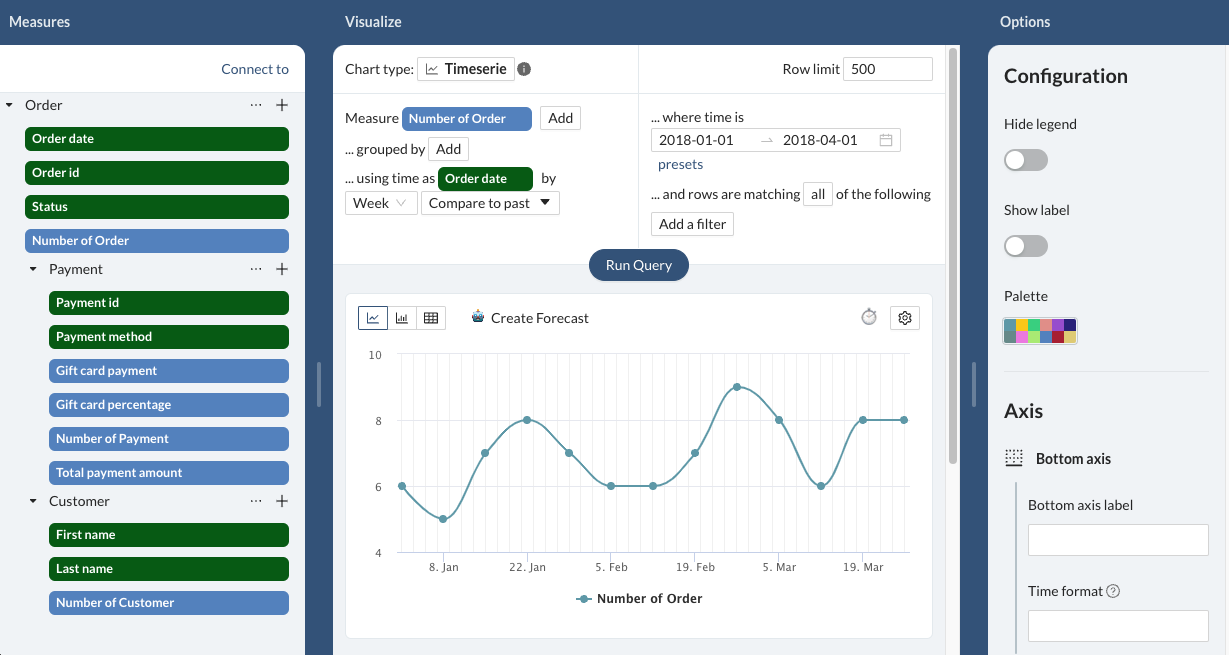 Measures
Connect to
Order
Order date
Order id
Status
Number of Order
Payment
Payment id
Payment method
Gift card payment
Gift card percentage
Number of Payment
Total payment amount
Customer
First name
Last name
Number of Customer
Visualize
Chart type: Timeserie
Row limit 500
Measure Number of Order Add
... grouped by Add
... using time as Order date by
Week Compare to past
... where time is
2018-01-01 → 2018-04-01
presets
... and rows are matching all of the following
Add a filter
Run Query
Create Forecast
10
8
6
4
8. Jan 22. Jan 5. Feb 19. Feb 5. Mar 19. Mar
Number of Order
Options
Configuration
Hide legend
Show label
Palette
Axis
Bottom axis
Bottom axis label
Time format